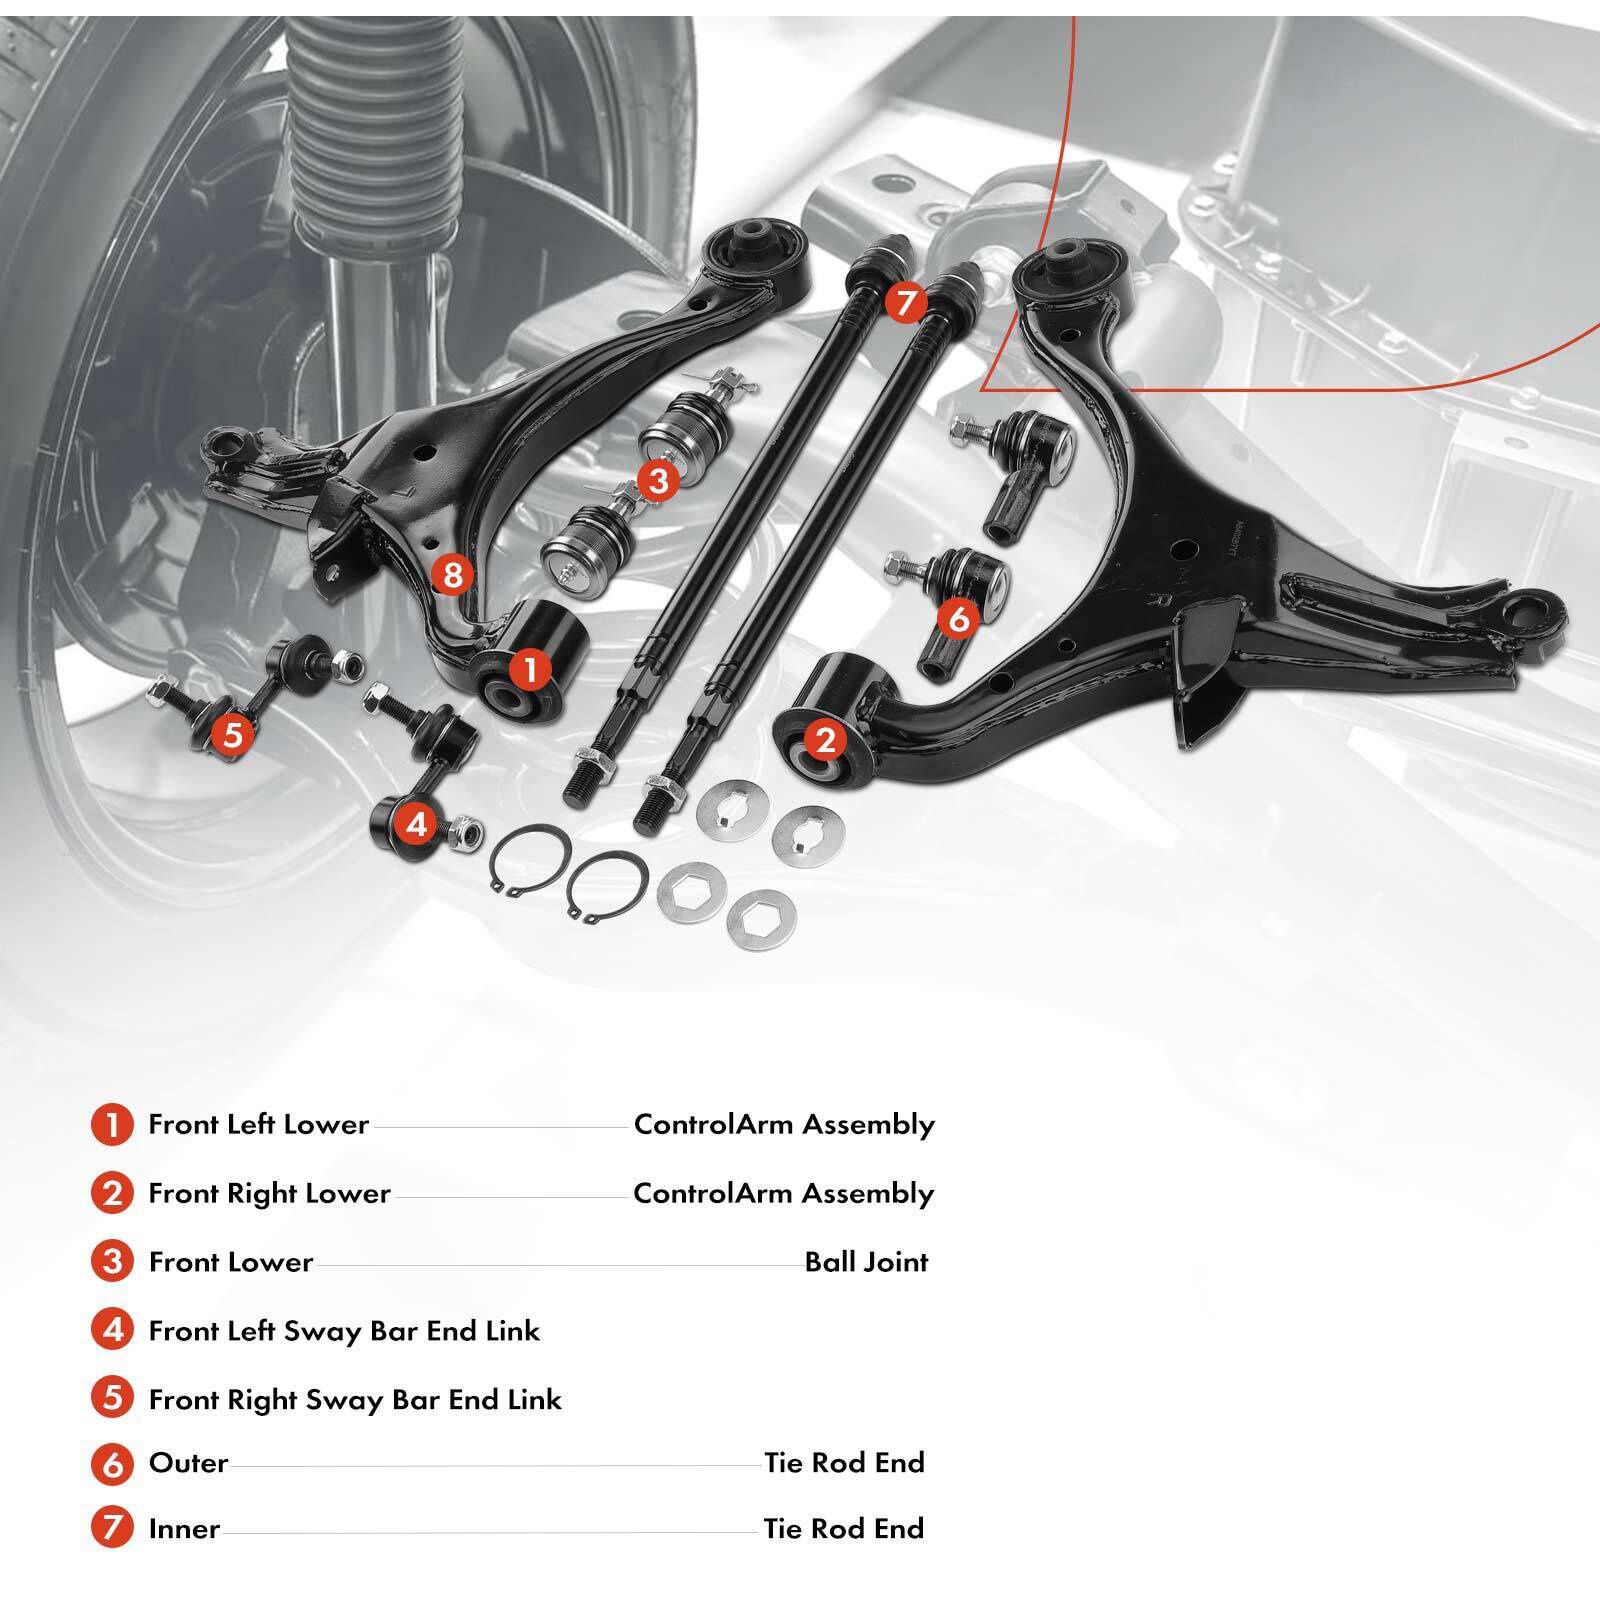 7
3
6
8
1
5
2
4
L
R
1 Front Left Lower ControlArm Assembly
2 Front Right Lower ControlArm Assembly
3 Front Lower Ball Joint
4 Front Left Sway Bar End Link
5 Front Right Sway Bar End Link
6 Outer Tie Rod End
7 Inner Tie Rod End